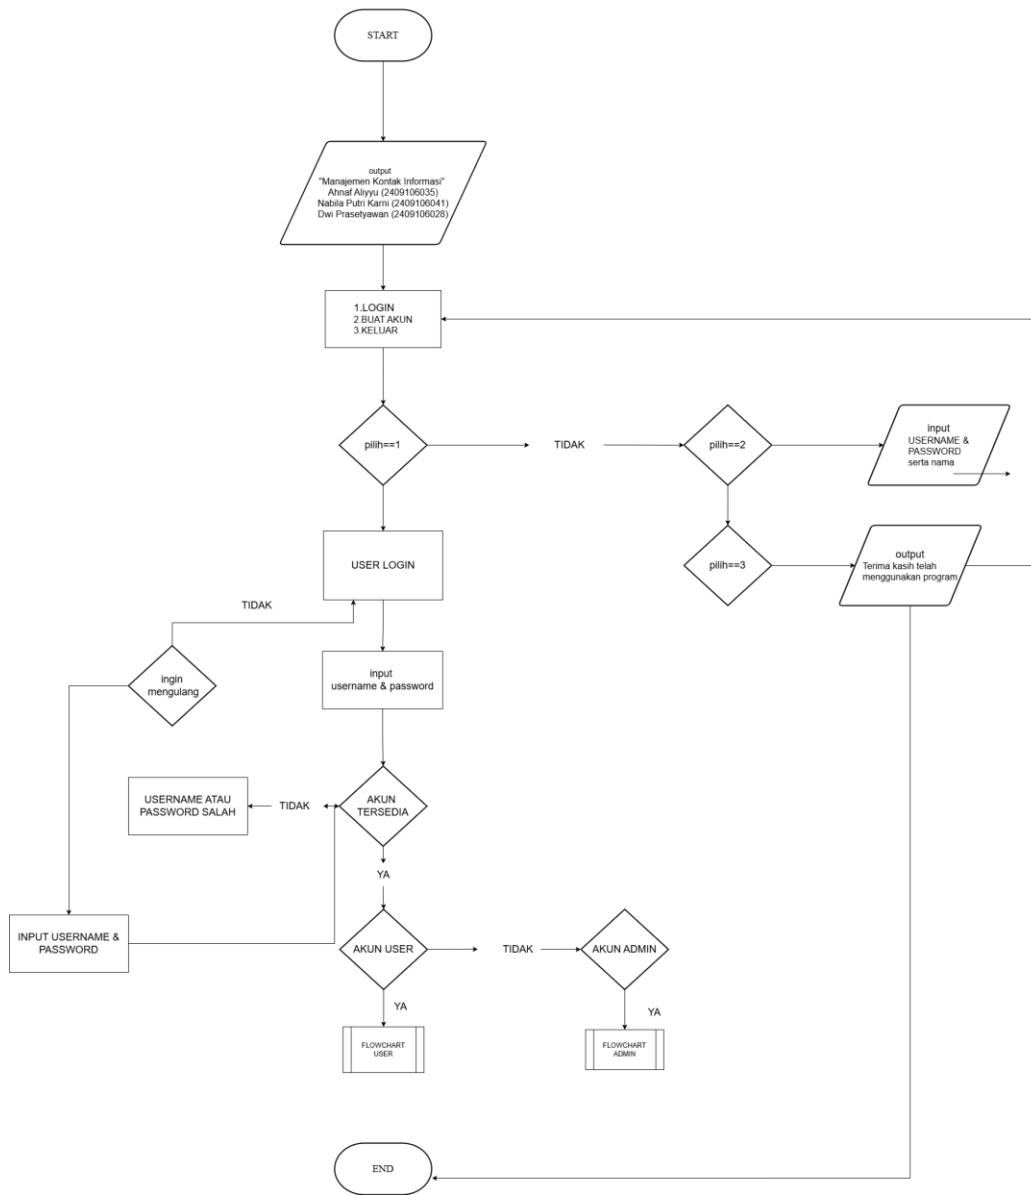 START
output
"Manajemen Kontak Informasi"
Ahnaf Aliyyu (2409106035)
Nabila Putri Karni (2409106041)
Dwi Prasetyawan (2409106028)
1.LOGIN
2.BUAT AKUN
3.KELUAR
pilih==1
TIDAK
pilih==2
input
USERNAME &
PASSWORD
serta nama
USER LOGIN
pilih==3
output
Terima kasih telah
menggunakan program
TIDAK
ingin
mengulang
input
username & password
USERNAME ATAU
PASSWORD SALAH
TIDAK
AKUN
TERSEDIA
YA
INPUT USERNAME &
PASSWORD
AKUN USER
TIDAK
AKUN ADMIN
YA
YA
FLOWCHART
USER
FLOWCHART
ADMIN
END